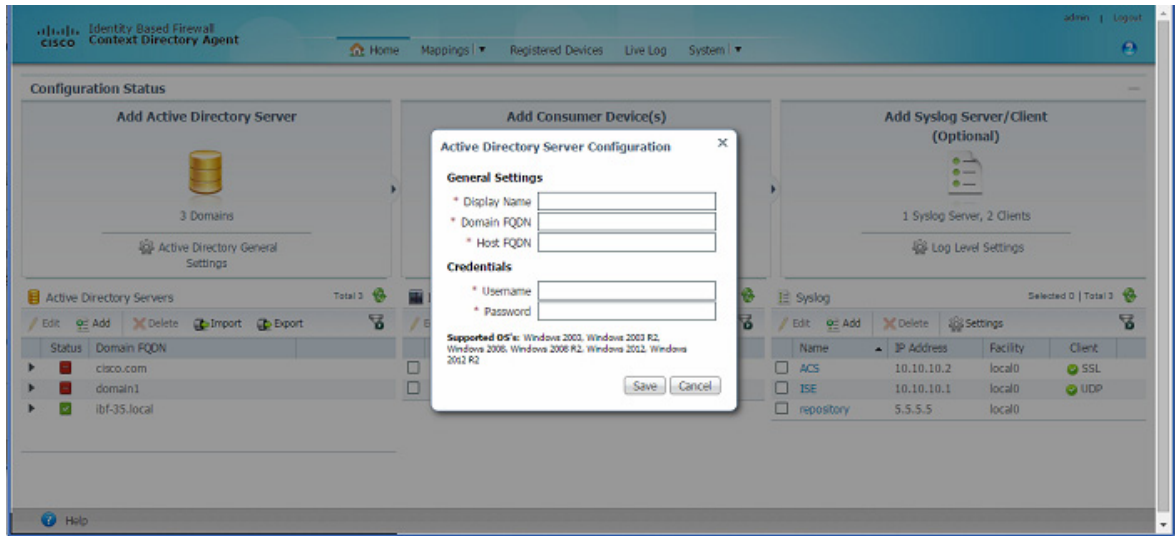 admin | Logout
Identity Based Firewall
CISCO Context Directory Agent
Home Mappings Registered Devices Live Log System
Configuration Status
Add Active Directory Server
3 Domains
Active Directory General
Settings
Add Consumer Device(s)
Add Syslog Server/Client
(Optional)
1 Syslog Server, 2 Clients
Log Level Settings
Active Directory Server Configuration
General Settings
* Display Name
* Domain FQDN
* Host FQDN
Credentials
* Username
* Password
Supported OS's: Windows 2003, Windows 2003 R2,
Windows 2008, Windows 2008 R2, Windows 2012, Windows
2012 R2
Save Cancel
Active Directory Servers Total 3
Edit Add Delete Import Export
Status Domain FQDN
cisco.com
domain1
ibf-35.local
Syslog Selected 0 | Total 3
Edit Add Delete Settings
Name IP Address Facility Client
ACS 10.10.10.2 local0 SSL
ISE 10.10.10.1 local0 UDP
repository 5.5.5.5 local0
Help